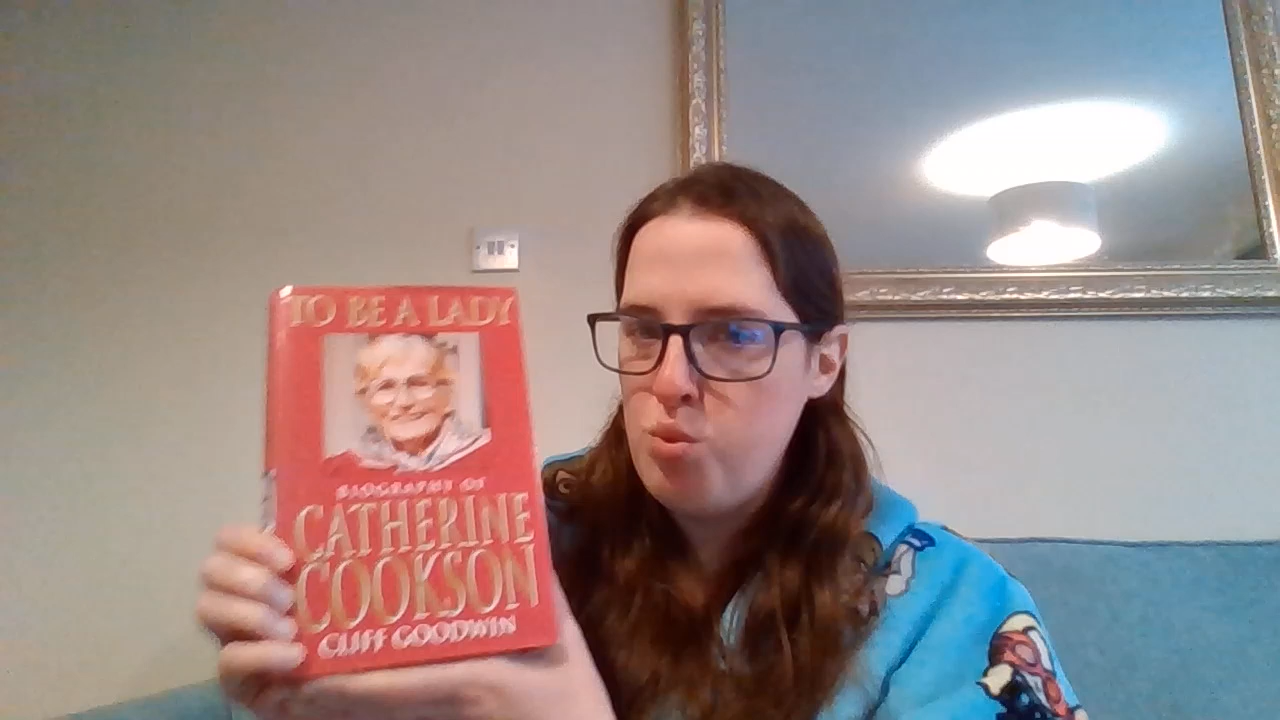 TO BE A LADY
BIOGRAPHY OF
CATHERINE
COOKSON
CLIFF GOODWIN